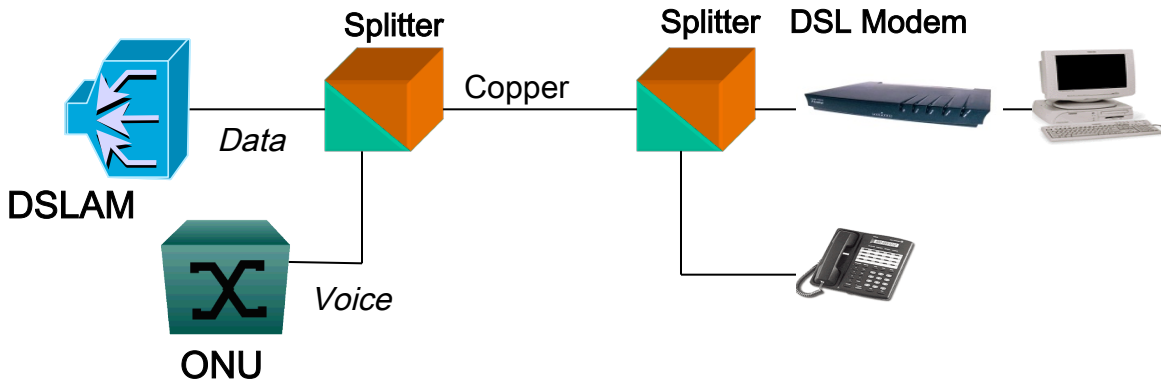 Splitter
Splitter
DSL Modem
Copper
Data
DSLAM
Voice
ONU